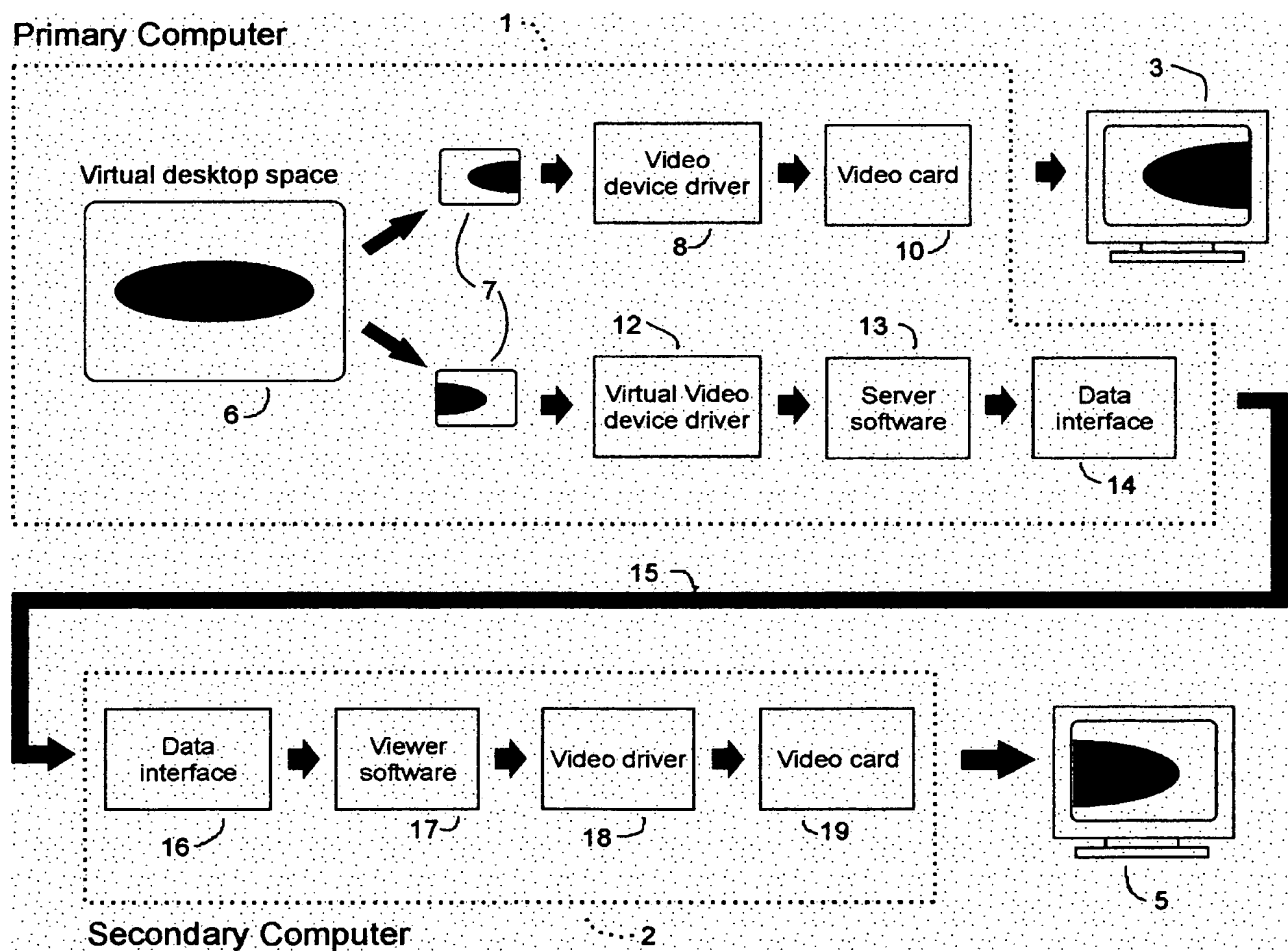 Primary Computer
1
3
Virtual desktop space
Video
device driver
Video card
8
10
7
12
13
6
Virtual Video
device driver
Server
software
Data
interface
14
15
Data
interface
Viewer
software
Video driver
Video card
16
17
18
19
5
Secondary Computer
2